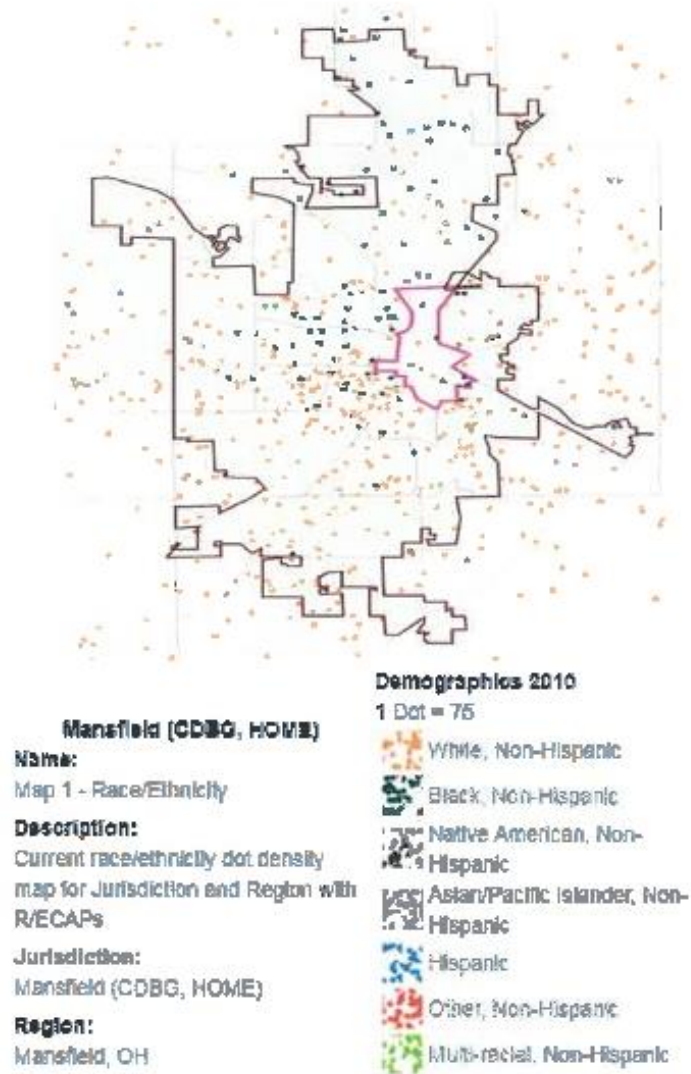 Mansfield (CDBG, HOME)
Name:
Map 1 - Race/Ethnicity
Description:
Current race/ethnicity dot density
map for Jurisdiction and Region with
R/ECAPs
Jurisdiction:
Mansfield (CDBG, HOME)
Region:
Mansfield, OH
Demographics 2010
1 Dot = 75
White, Non-Hispanic
Black, Non-Hispanic
Native American, Non-
Hispanic
Asian/Pacific Islander, Non-
Hispanic
Hispanic
Other, Non-Hispanic
Multi-racial, Non-Hispanic